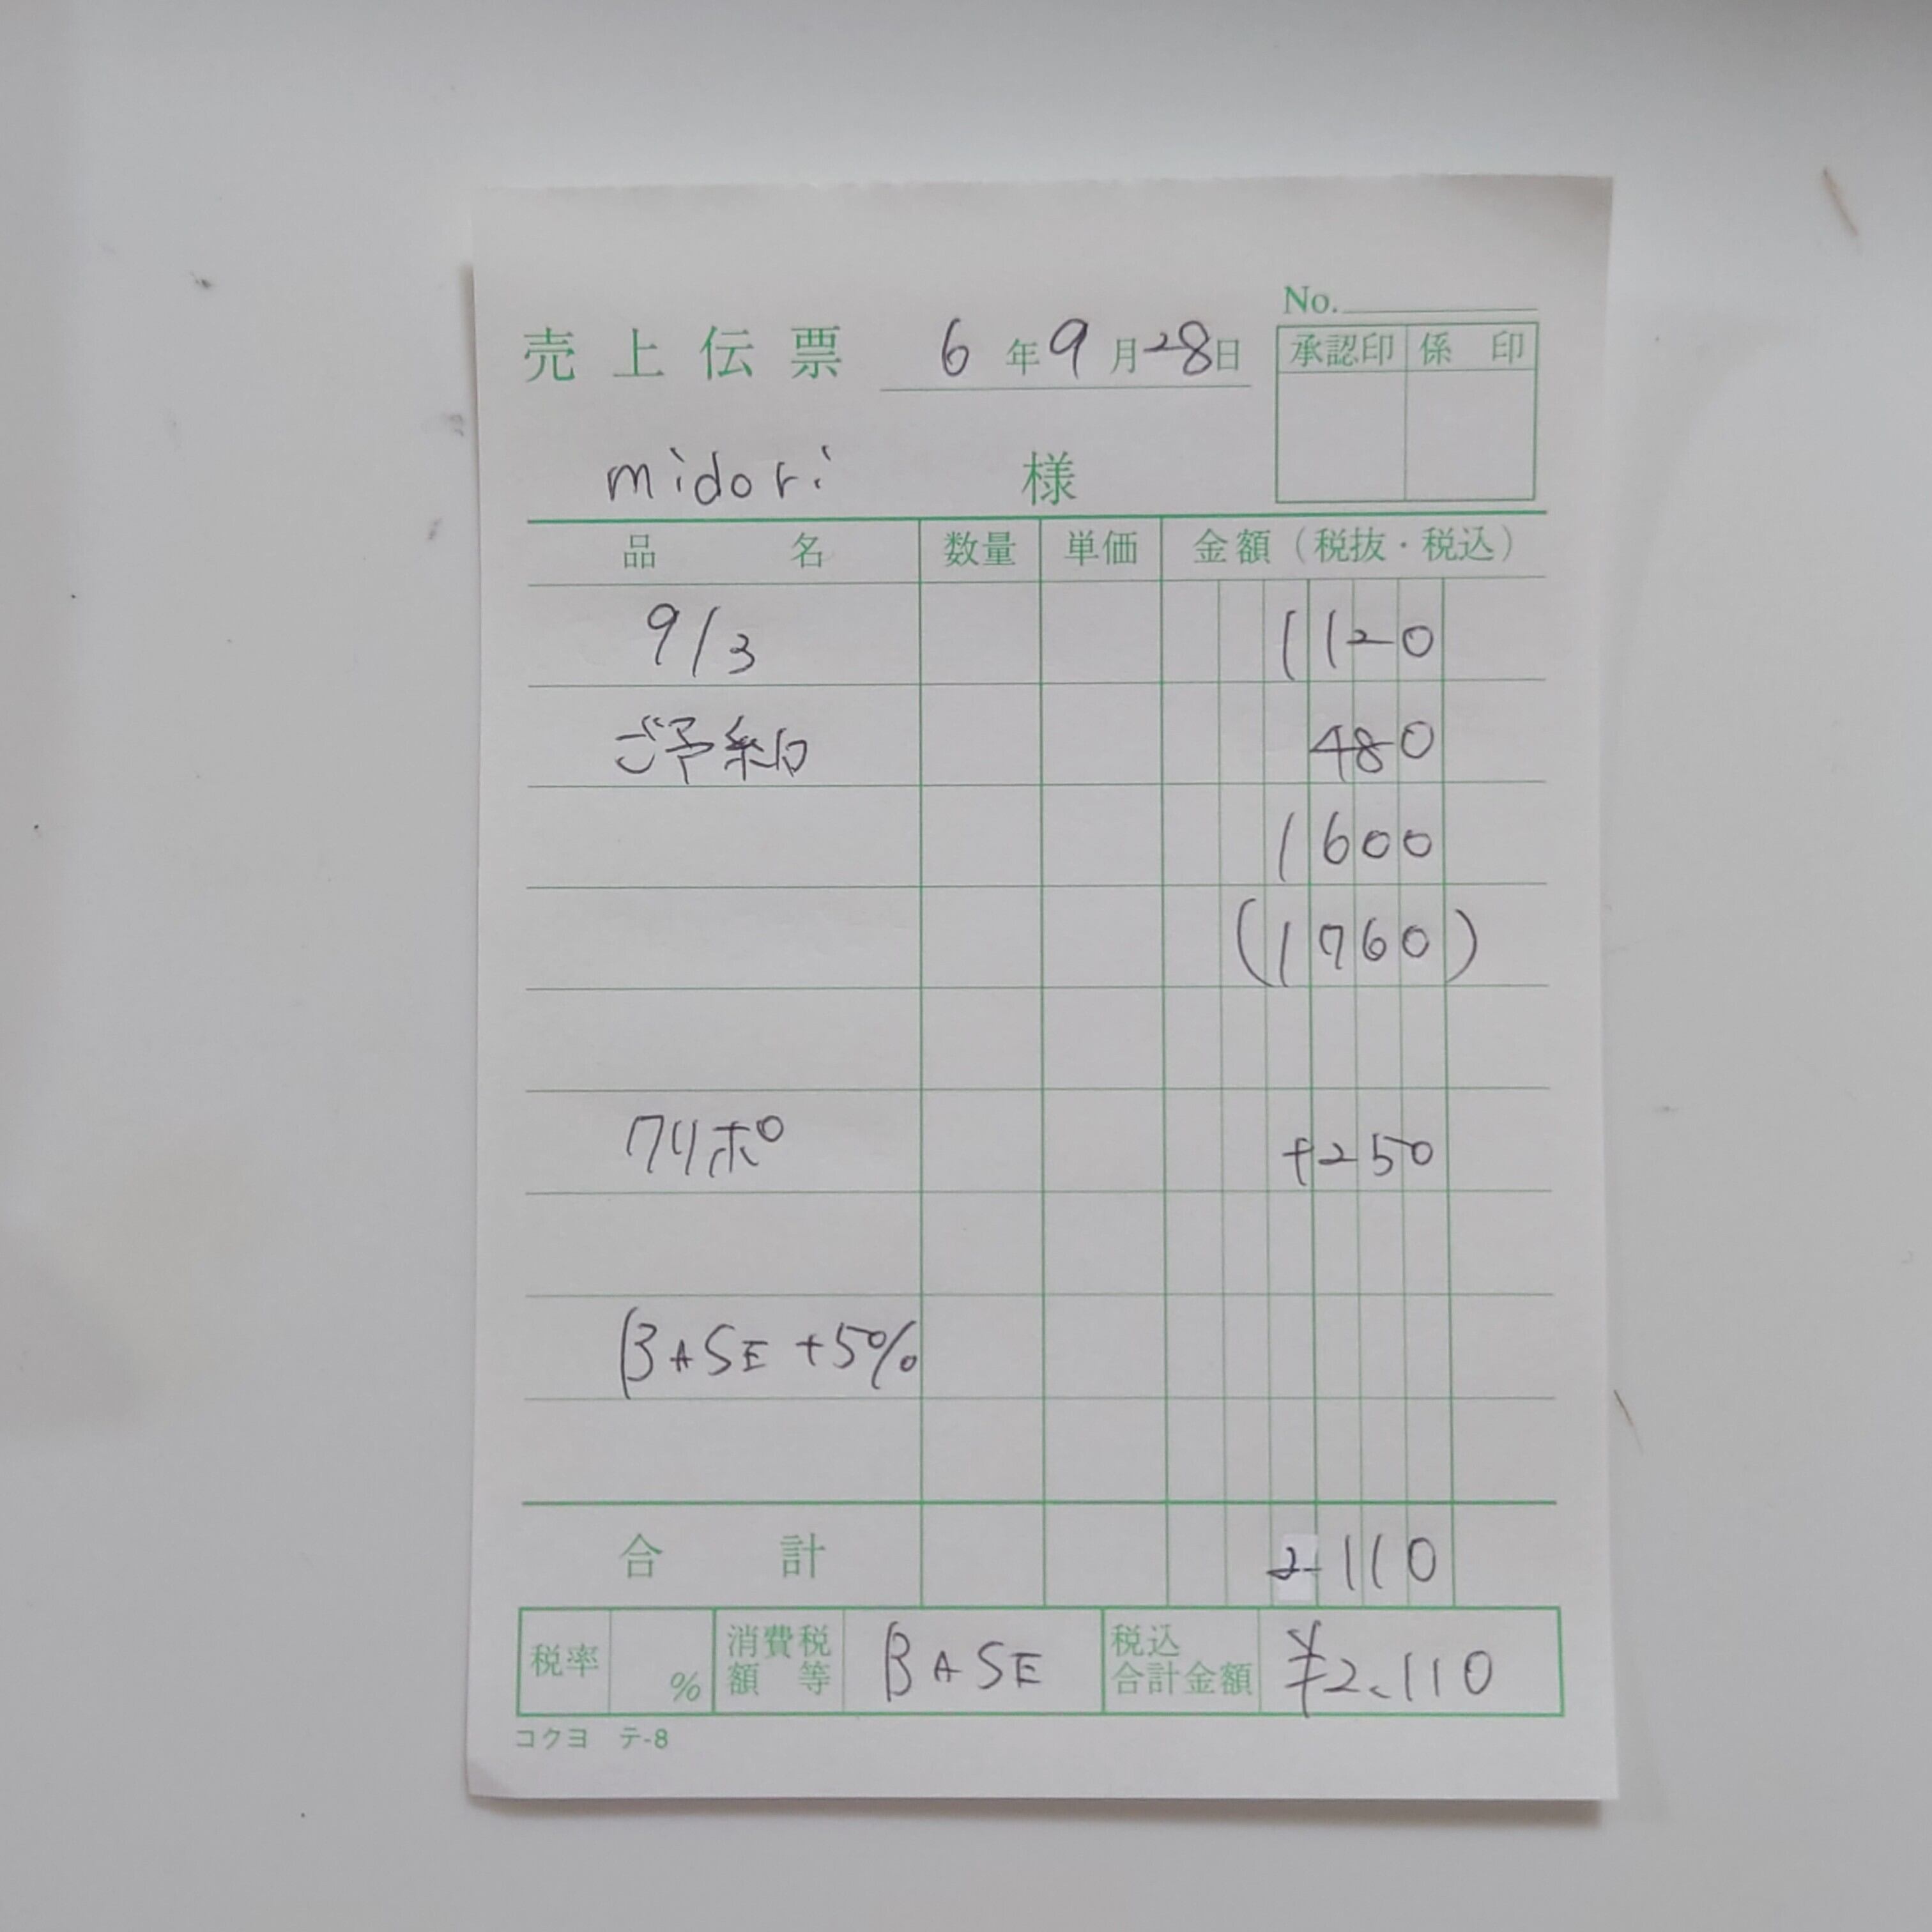 No.
売上伝票 6年9月28日
承認印 係印
midori 様
品名 数量 単価 金額（税抜・税込）
9/3 1120
ご予約 480
1600
(1760)
クリポ +250
BASE +5%
合計 2110
税率 % 消費税額等 BASE 税込合計金額 ¥2,110
コクヨ テ-8